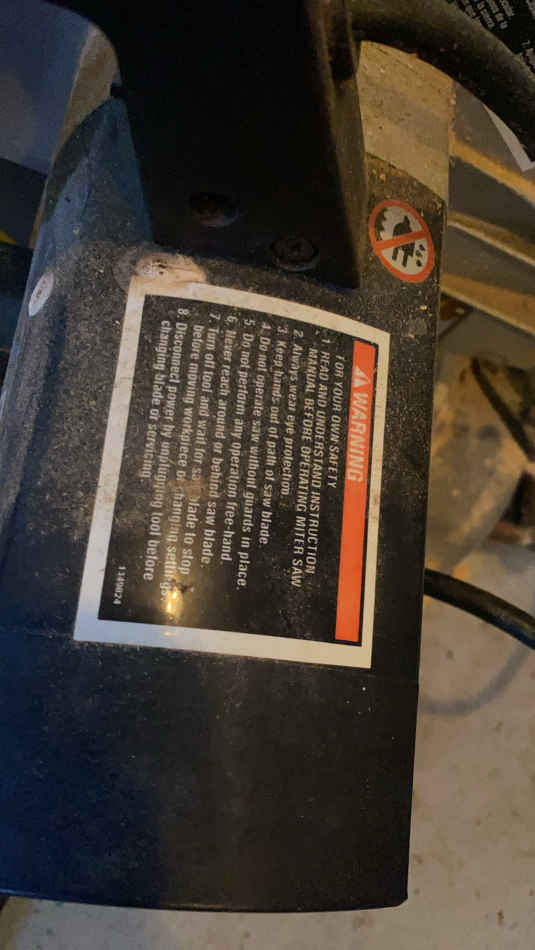 WARNING
FOR YOUR OWN SAFETY
1. READ AND UNDERSTAND INSTRUCTION
MANUAL BEFORE OPERATING MITER SAW.
2. Always wear eye protection.
3. Keep hands out of path of saw blade.
4. Do not operate saw without guards in place.
5. Do not perform any operation free-hand.
6. Never reach around or behind saw blade.
7. Turn off tool and wait for saw blade to stop
before moving workpiece or changing settings.
8. Disconnect power by unplugging tool before
changing blade or servicing.
1349024